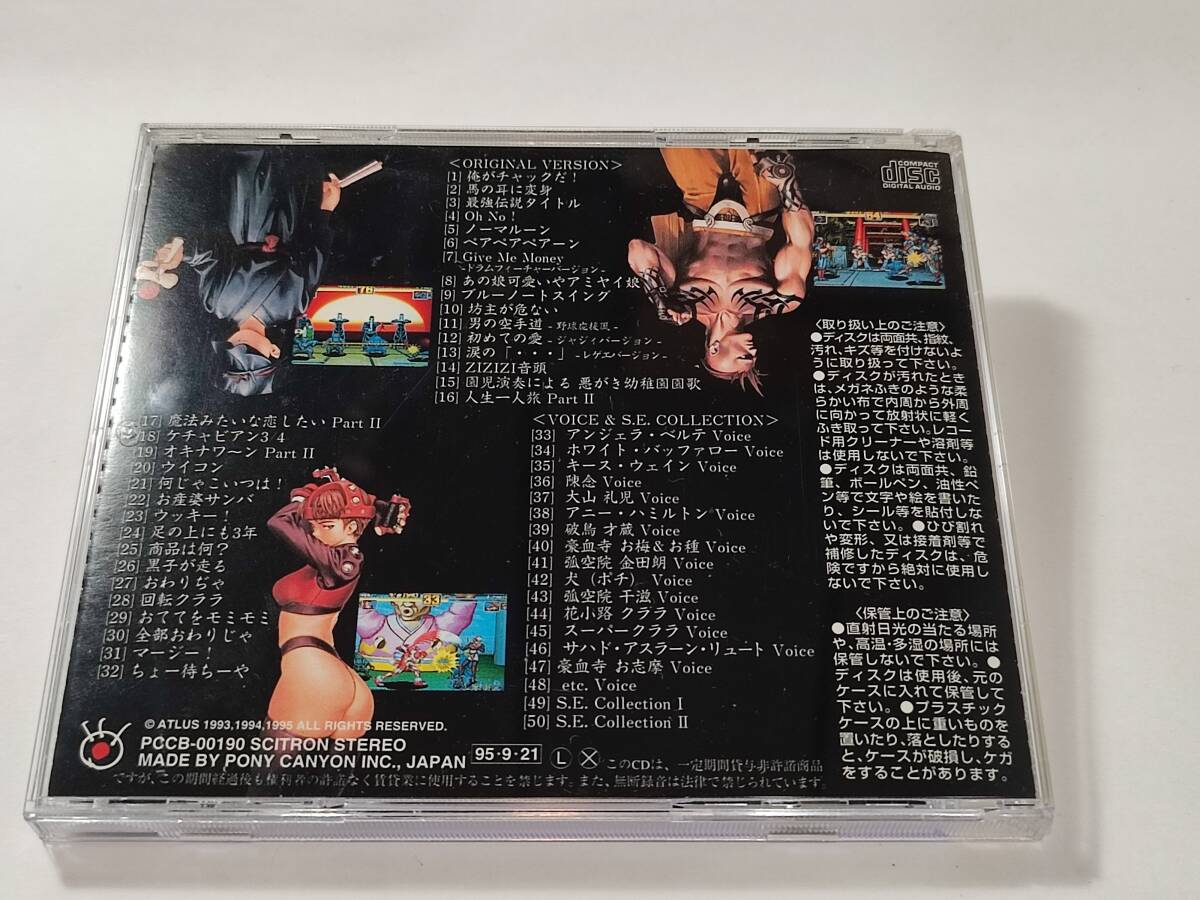 <ORIGINAL VERSION>
[1] 俺がチャックだ!
[2] 馬の耳に変身
[3] 最強伝説タイトル
[4] Oh No!
[5] ノーマルーン
[6] ベアベアベアーン
[7] Give Me Money
-ドラムフィーチャーバージョン-
[8] あの娘可愛いやアミヤイ娘
[9] ブルーノートスイング
[10] 坊主が危ない
[11] 男の空手道 -野球応援風-
[12] 初めての愛 -ジャジィバージョン-
[13] 涙の「・・・」 -レゲエバージョン-
[14] ZIZIZI音頭
[15] 園児演奏による 悪がき幼稚園園歌
[16] 人生一人旅 Part II
[17] 魔法みたいな恋したい Part II
[18] ケチャビアン3/4
[19] オキナワ〜ン Part II
[20] ウイコン
[21] 何じゃこいつは!
[22] お産婆サンバ
[23] ウッキー!
[24] 足の上にも3年
[25] 商品は何?
[26] 黒子が走る
[27] おわりぢゃ
[28] 回転クララ
[29] おててをモミモミ
[30] 全部おわりじゃ
[31] マージー!
[32] ちょー待ちーや
<VOICE & S.E. COLLECTION>
[33] アンジェラ・ベルテ Voice
[34] ホワイト・バッファロー Voice
[35] キース・ウェイン Voice
[36] 陳念 Voice
[37] 大山 礼児 Voice
[38] アニー・ハミルトン Voice
[39] 破鳥 才蔵 Voice
[40] 豪血寺 お梅&お種 Voice
[41] 弧空院 金田朗 Voice
[42] 犬(ポチ) Voice
[43] 弧空院 干滋 Voice
[44] 花小路 クララ Voice
[45] スーパークララ Voice
[46] サハド・アスラーン・リュート Voice
[47] 豪血寺 お志摩 Voice
[48] etc. Voice
[49] S.E. Collection I
[50] S.E. Collection II
COMPACT
disc
DIGITAL AUDIO
〈取り扱い上のご注意〉
●ディスクは両面共、指紋、
汚れ、キズ等を付けないよ
うに取り扱って下さい。
●ディスクが汚れたとき
は、メガネふきのような柔
らかい布で内周から外周
に向かって放射状に軽く
ふき取って下さい。レコー
ド用クリーナーや溶剤等
は使用しないで下さい。
●ディスクは両面共、鉛
筆、ボールペン、油性ペ
ン等で文字や絵を書いた
り、シール等を貼付しな
いで下さい。●ひび割れ
や変形、又は接着剤等で
補修したディスクは、危
険ですから絶対に使用し
ないで下さい。
〈保管上のご注意〉
●直射日光の当たる場所
や、高温・多湿の場所には
保管しないで下さい。●
ディスクは使用後、元の
ケースに入れて保管して
下さい。●プラスチック
ケースの上に重いものを
置いたり、落としたりする
と、ケースが破損し、ケガ
をすることがあります。
© ATLUS 1993,1994,1995 ALL RIGHTS RESERVED.
PCCB-00190 SCITRON STEREO
MADE BY PONY CANYON INC., JAPAN 95・9・21 L X このCDは、一定期間貸与非許諾商品
ですが、この期間経過後も権利者の許諾なく賃貸業に使用することを禁じます。また、無断録音は法律で禁じられています。